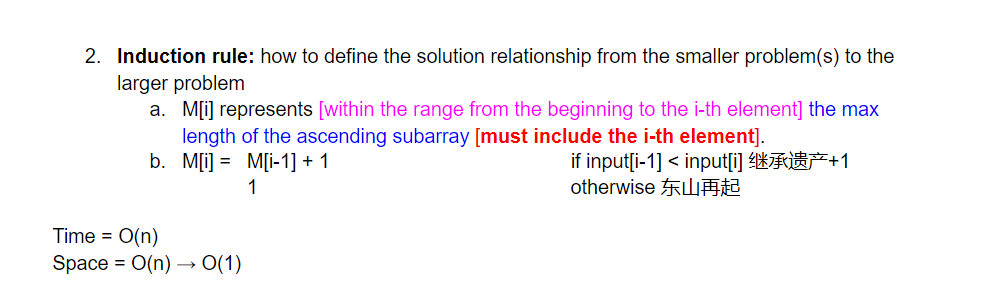 2. Induction rule: how to define the solution relationship from the smaller problem(s) to the
larger problem
a. M[i] represents [within the range from the beginning to the i-th element] the max
length of the ascending subarray [must include the i-th element].
b. M[i] = M[i-1] + 1 if input[i-1] < input[i] 继承遗产+1
1 otherwise 东山再起
Time = O(n)
Space = O(n) → O(1)